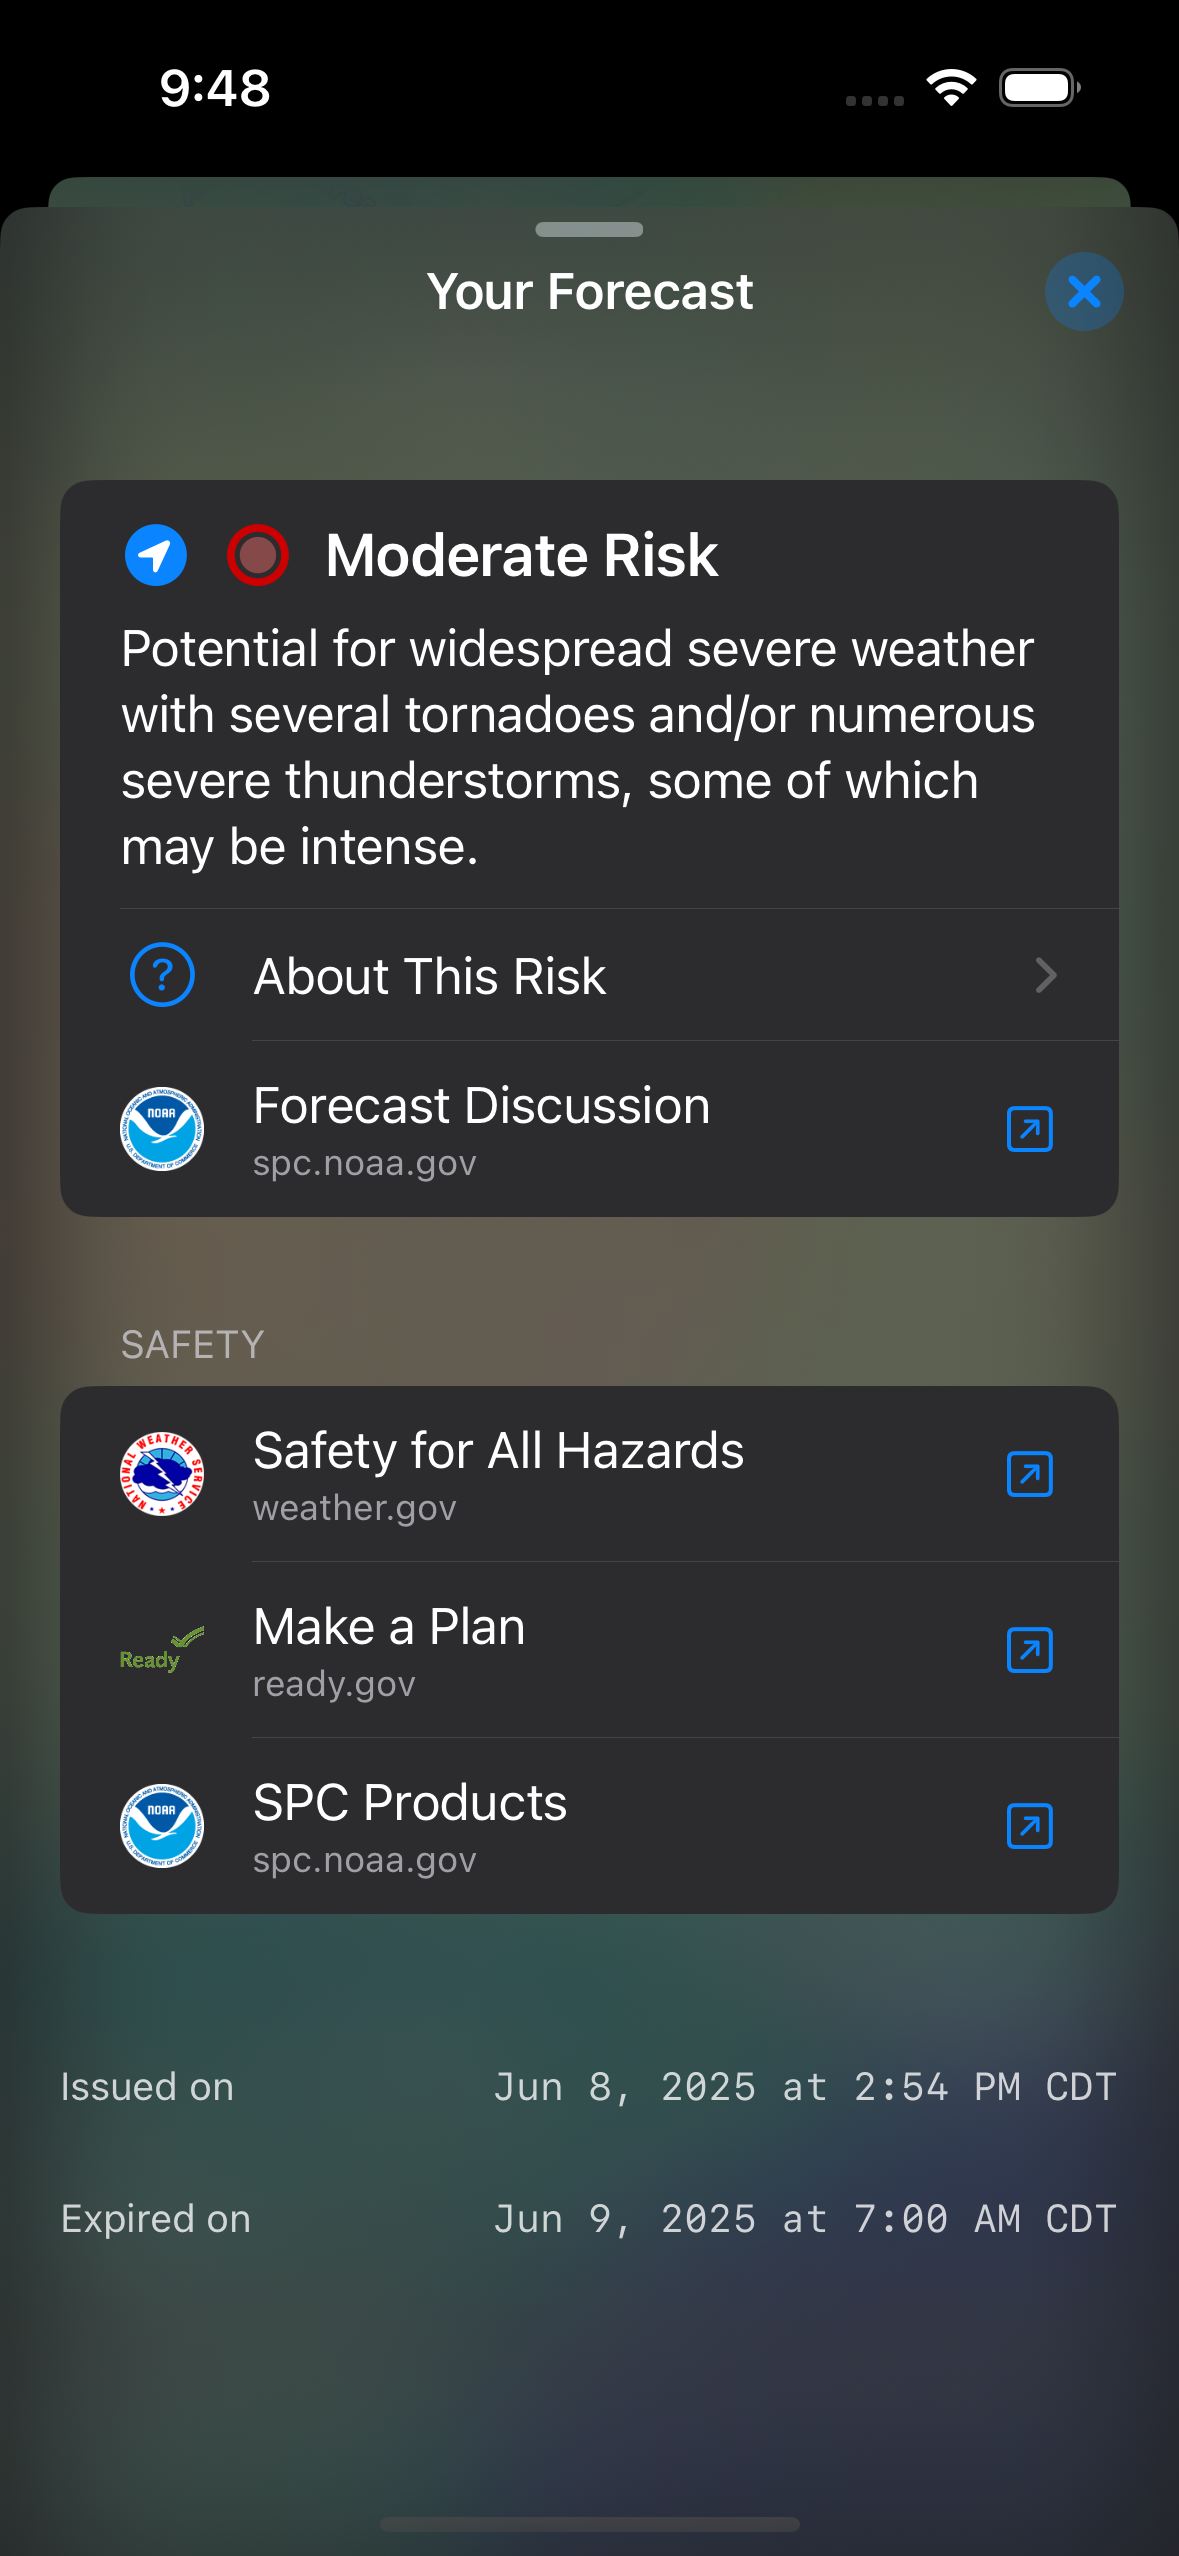 9:48
Your Forecast
Moderate Risk
Potential for widespread severe weather
with several tornadoes and/or numerous
severe thunderstorms, some of which
may be intense.
?
About This Risk
NOAA
Forecast Discussion
spc.noaa.gov
SAFETY
NATIONAL WEATHER SERVICE
Safety for All Hazards
weather.gov
Ready
Make a Plan
ready.gov
NOAA
SPC Products
spc.noaa.gov
Issued on Jun 8, 2025 at 2:54 PM CDT
Expired on Jun 9, 2025 at 7:00 AM CDT